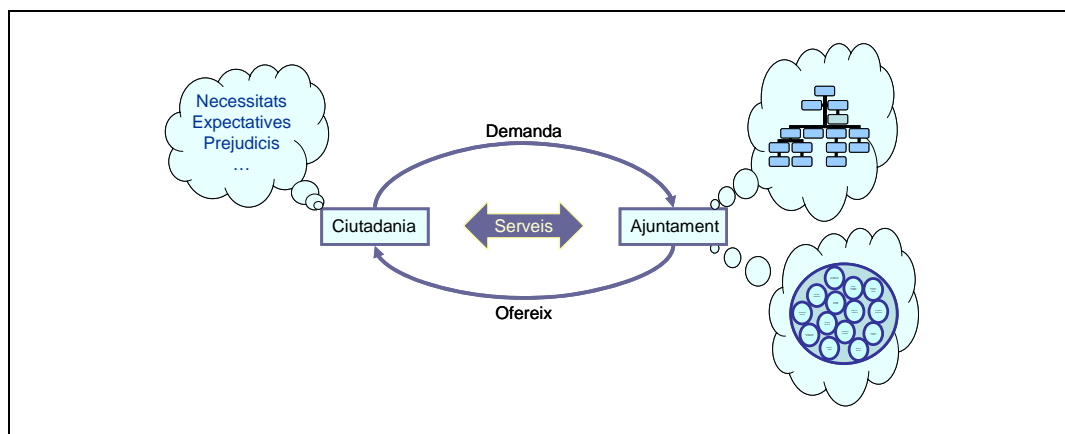 Necessitats
Expectatives
Prejudicis
…
Demanda
Ciutadania
Serveis
Ajuntament
Ofereix